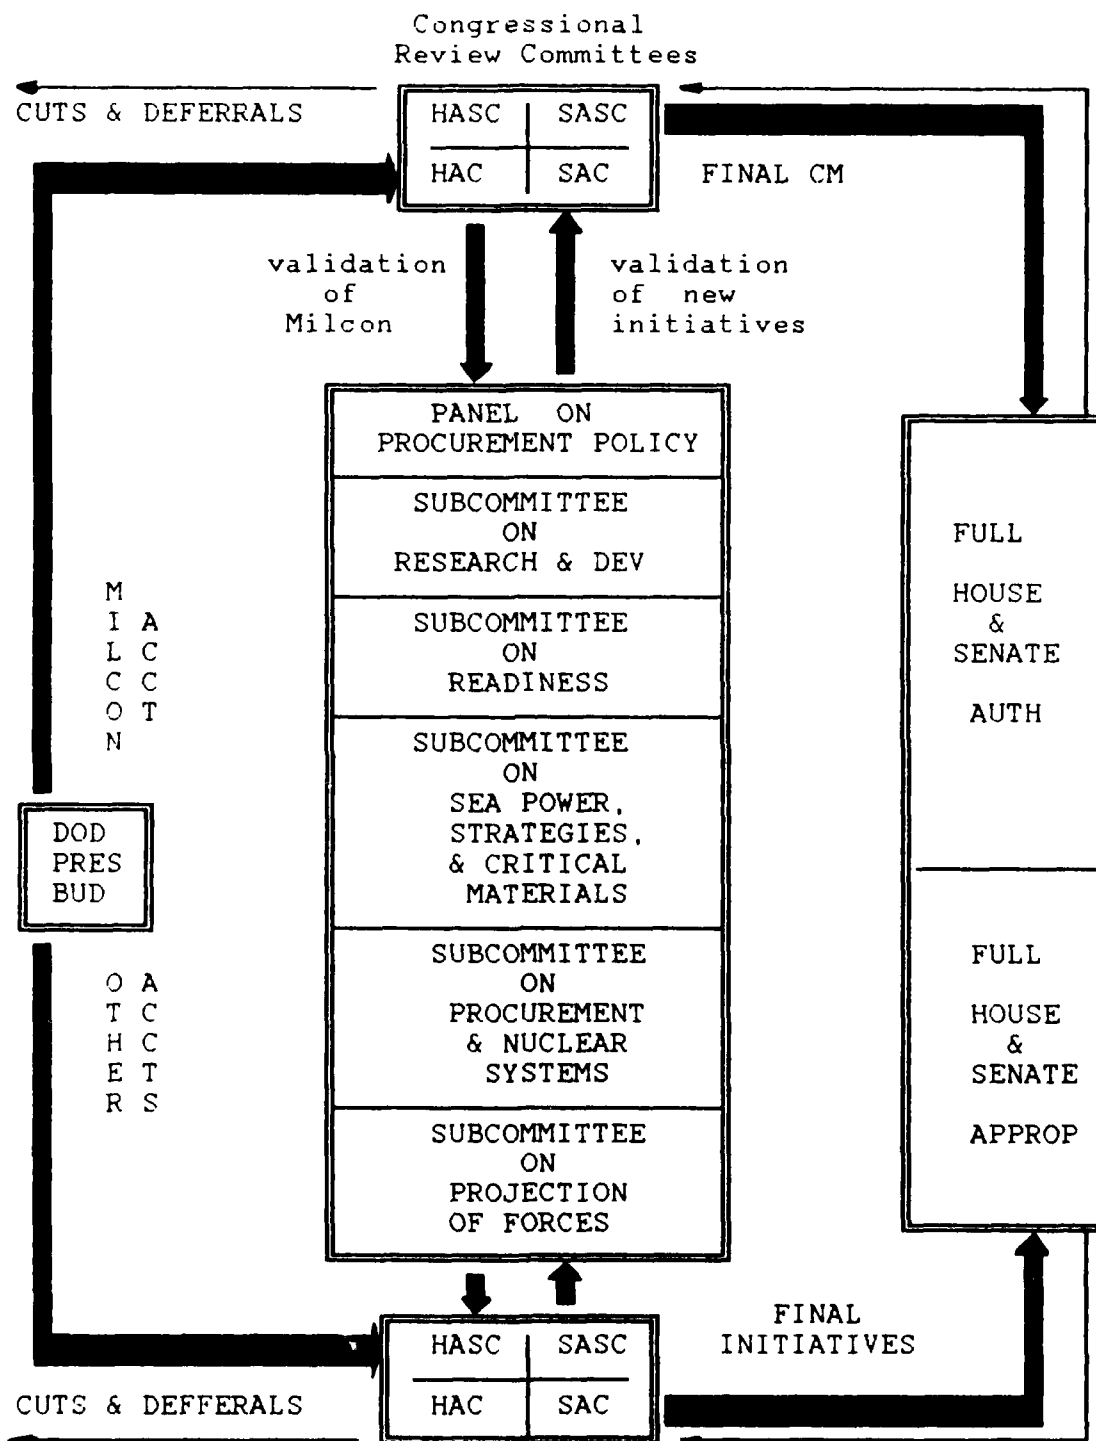 Congressional
Review Committees
CUTS & DEFERRALS
HASC SASC
HAC SAC
FINAL CM
validation
of
Milcon
validation
of new
initiatives
PANEL ON
PROCUREMENT POLICY
SUBCOMMITTEE
ON
RESEARCH & DEV
SUBCOMMITTEE
ON
READINESS
SUBCOMMITTEE
ON
SEA POWER,
STRATEGIES,
& CRITICAL
MATERIALS
SUBCOMMITTEE
ON
PROCUREMENT
& NUCLEAR
SYSTEMS
SUBCOMMITTEE
ON
PROJECTION
OF FORCES
MILCON
ACCT
DOD
PRES
BUD
OTHER
ACCTS
FULL
HOUSE
&
SENATE
AUTH
FULL
HOUSE
&
SENATE
APPROP
HASC SASC
HAC SAC
FINAL
INITIATIVES
CUTS & DEFFERALS